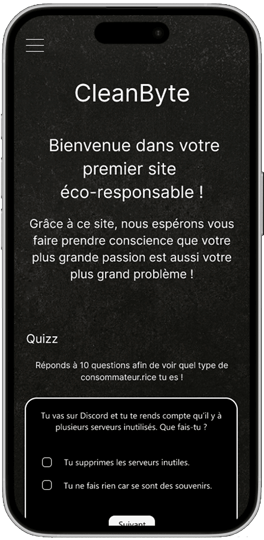 CleanByte
Bienvenue dans votre
premier site
éco-responsable !
Grâce à ce site, nous espérons vous
faire prendre conscience que votre
plus grande passion est aussi votre
plus grand problème !
Quizz
Réponds à 10 questions afin de voir quel type de
consommateur.rice tu es !
Tu vas sur Discord et tu te rends compte qu'il y à
plusieurs serveurs inutilisés. Que fais-tu ?
Tu supprimes les serveurs inutiles.
Tu ne fais rien car se sont des souvenirs.
Suivant